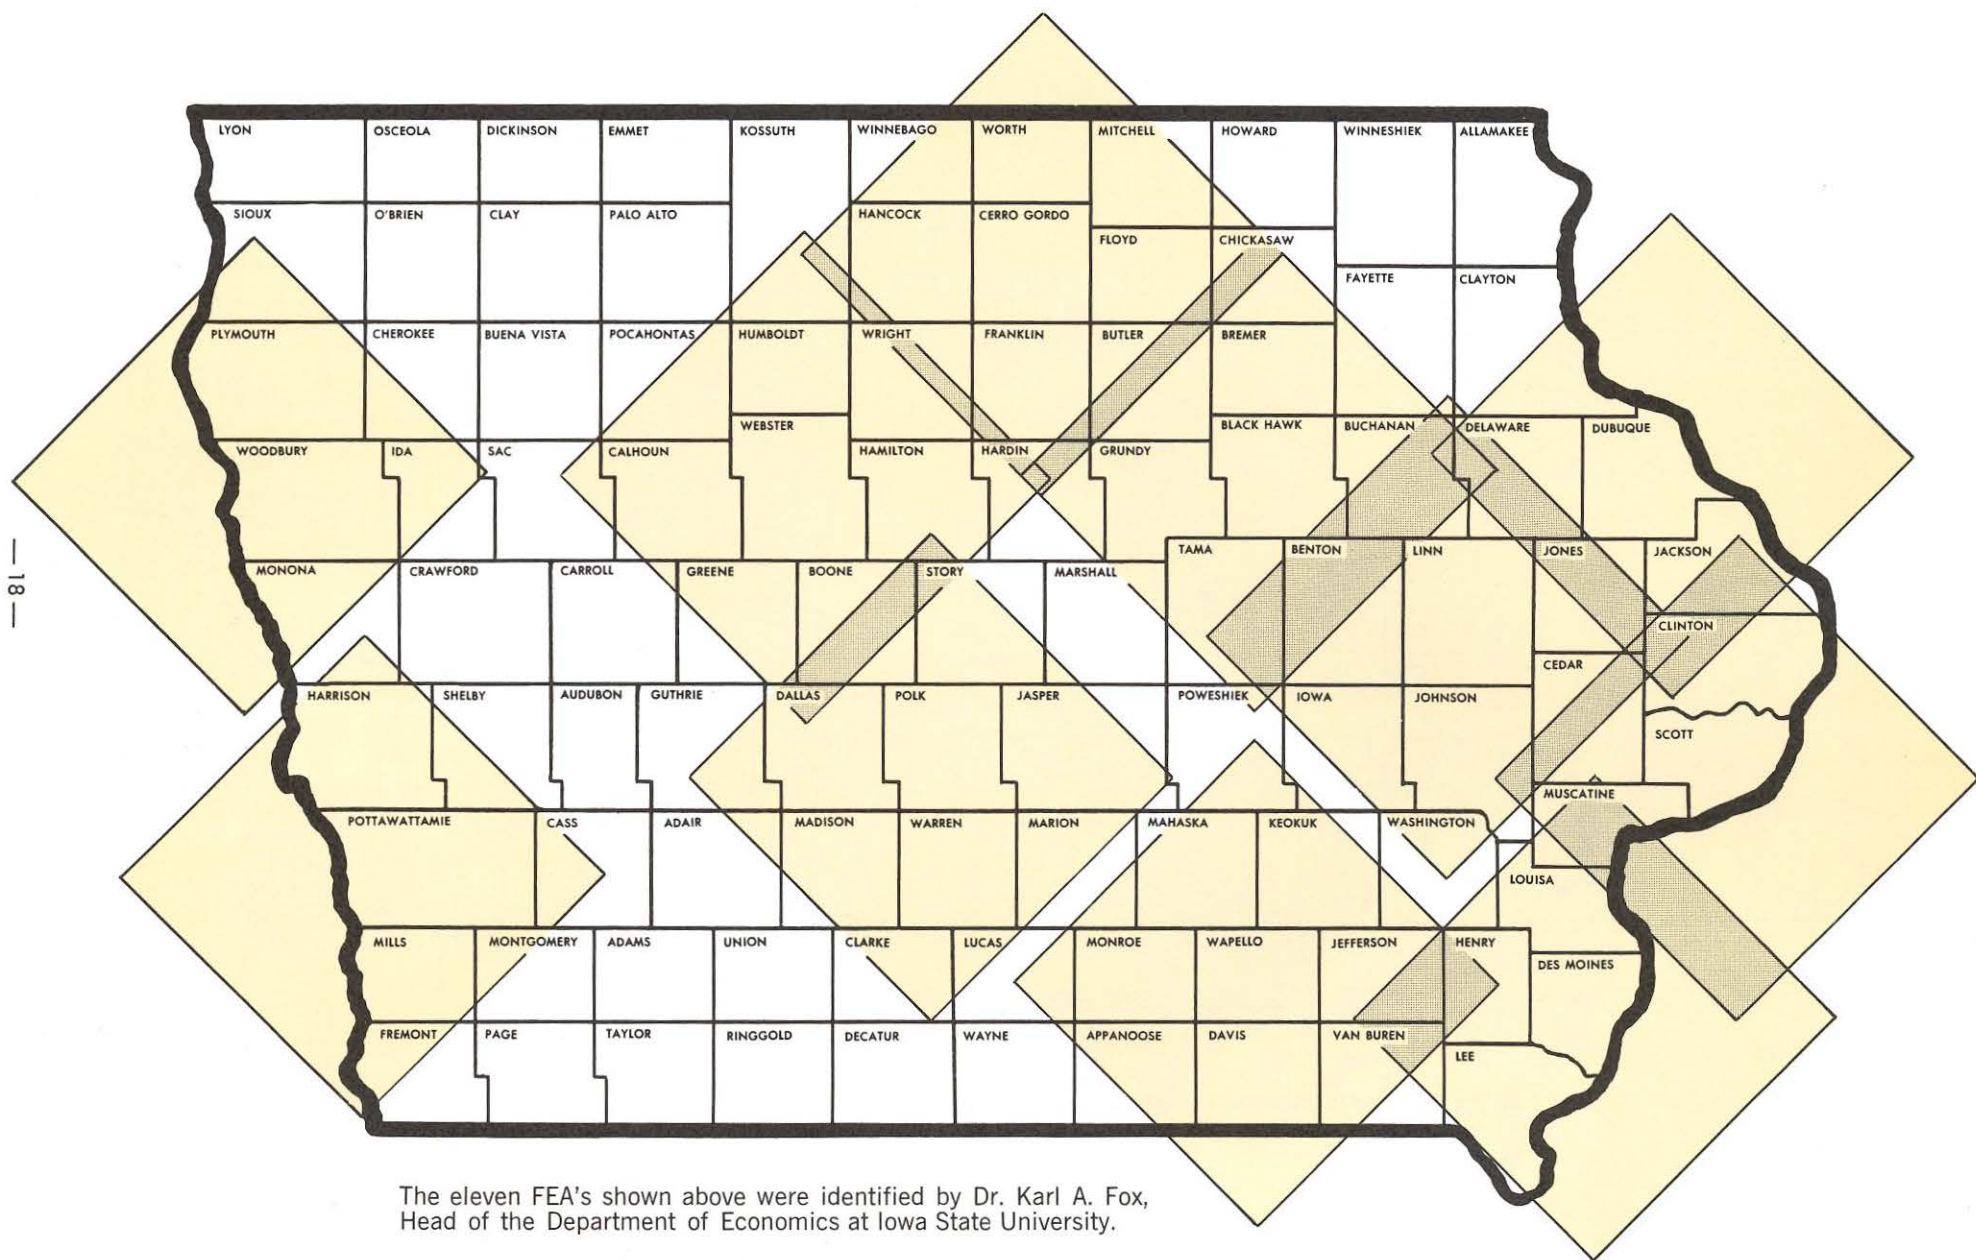 LYON OSCEOLA DICKINSON EMMET KOSSUTH WINNEBAGO WORTH MITCHELL HOWARD WINNESHIEK ALLAMAKEE
SIOUX O'BRIEN CLAY PALO ALTO HANCOCK CERRO GORDO
FLOYD CHICKASAW
FAYETTE CLAYTON
PLYMOUTH CHEROKEE BUENA VISTA POCAHONTAS HUMBOLDT WRIGHT FRANKLIN BUTLER BREMER
WEBSTER BLACK HAWK BUCHANAN DELAWARE DUBUQUE
WOODBURY IDA SAC CALHOUN HAMILTON HARDIN GRUNDY
TAMA BENTON LINN JONES JACKSON
MONONA CRAWFORD CARROLL GREENE BOONE STORY MARSHALL
CLINTON
CEDAR
HARRISON SHELBY AUDUBON GUTHRIE DALLAS POLK JASPER POWESHIEK IOWA JOHNSON
SCOTT
MUSCATINE
POTTAWATTAMIE CASS ADAIR MADISON WARREN MARION MAHASKA KEOKUK WASHINGTON
LOUISA
MILLS MONTGOMERY ADAMS UNION CLARKE LUCAS MONROE WAPELLO JEFFERSON HENRY
DES MOINES
FREMONT PAGE TAYLOR RINGGOLD DECATUR WAYNE APPANOOSE DAVIS VAN BUREN
LEE
The eleven FEA's shown above were identified by Dr. Karl A. Fox,
Head of the Department of Economics at Iowa State University.
—18—